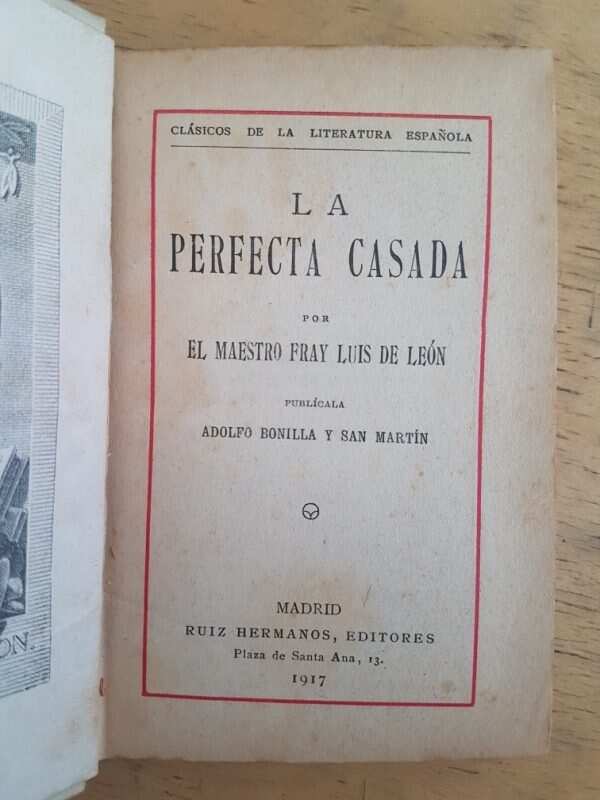 CLÁSICOS DE LA LITERATURA ESPAÑOLA
LA
PERFECTA CASADA
POR
EL MAESTRO FRAY LUIS DE LEÓN
PUBLÍCALA
ADOLFO BONILLA Y SAN MARTÍN
MADRID
RUIZ HERMANOS, EDITORES
Plaza de Santa Ana, 13.
1917